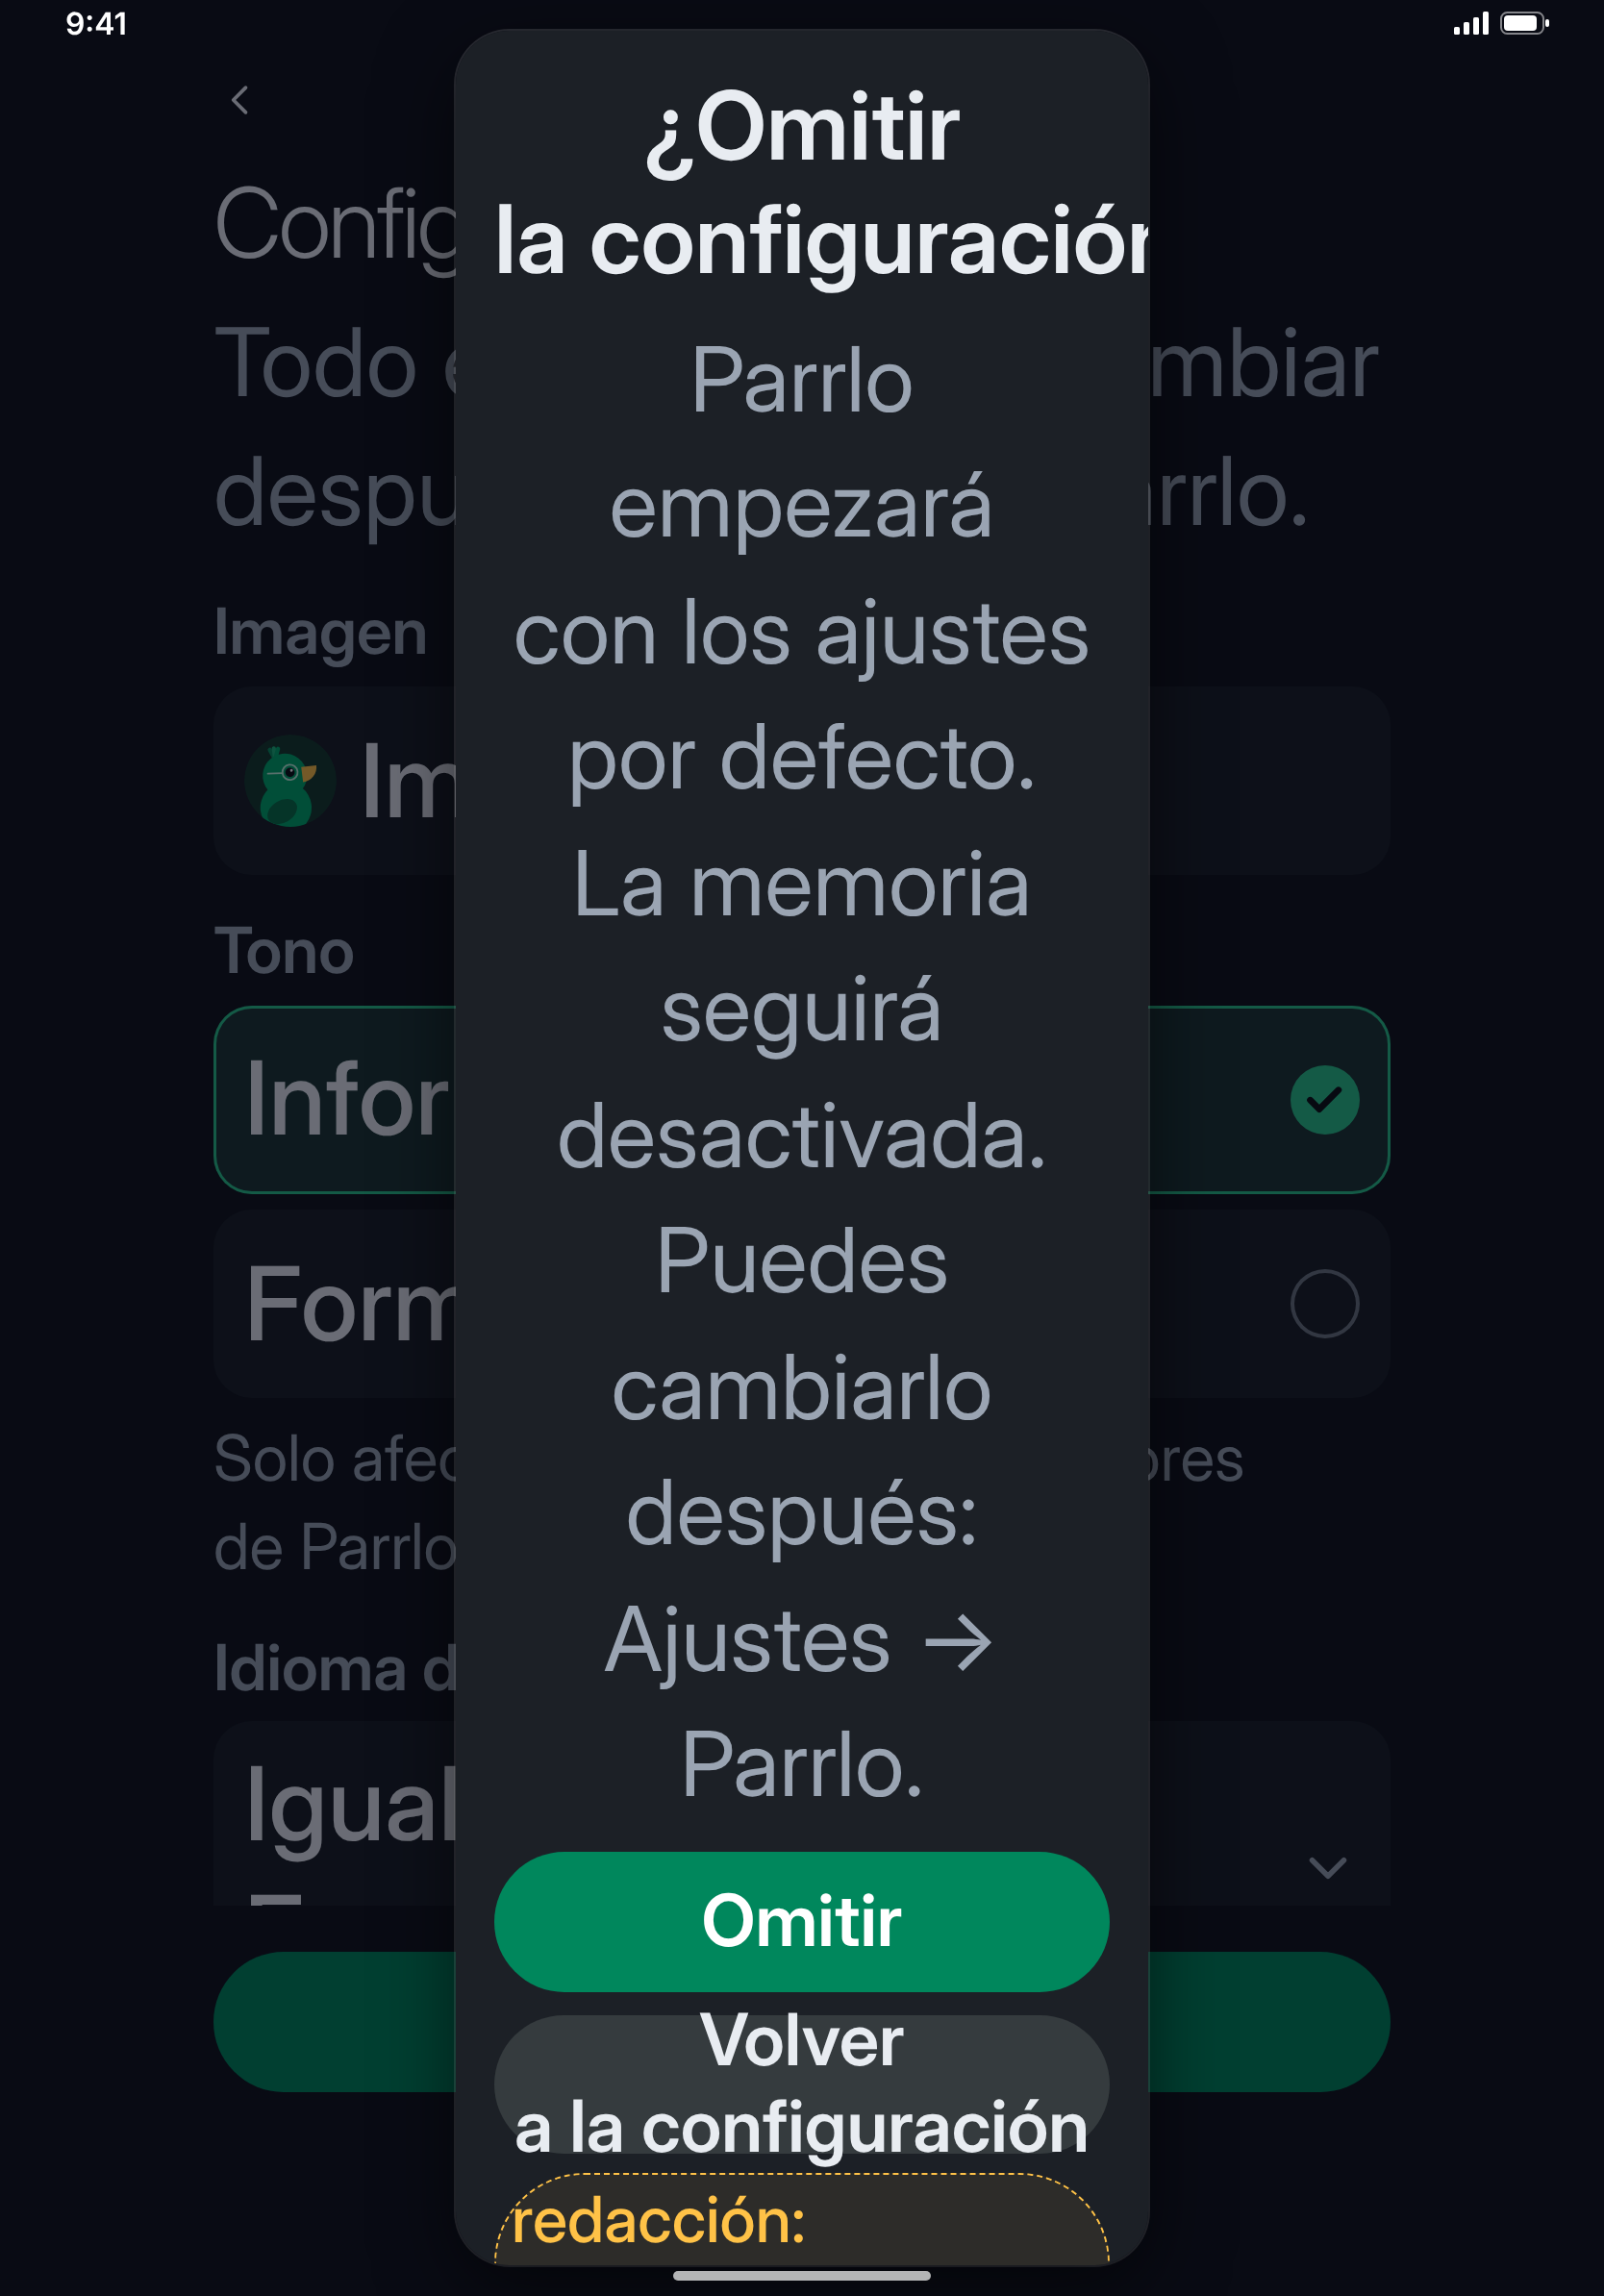 9:41
¿Omitir
la configuración
Config
Todo
mbiar
despu
rrlo.
Parrlo
empezará
con los ajustes
por defecto.
La memoria
seguirá
desactivada.
Puedes
cambiarlo
después:
Ajustes →
Parrlo.
Imagen
Im
Tono
Infor
Form
Solo afec
ores
de Parrlo
Idioma d
Igual
Omitir
Volver
a la configuración
redacción: